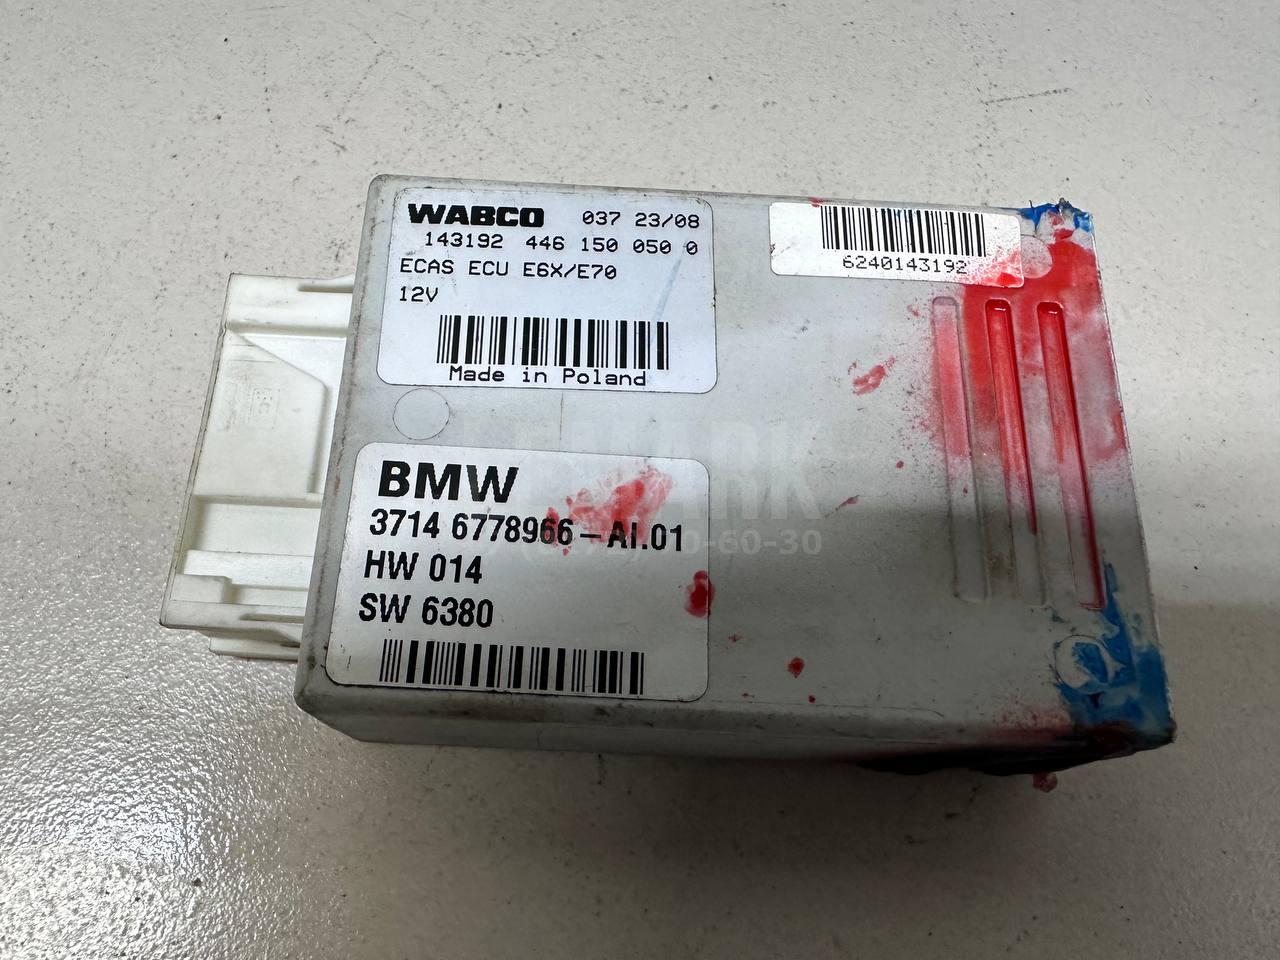 WABCO 037 23/08
143192 446 150 050 0
ECAS ECU E6X/E70
12V
Made in Poland
6240143192
BMW
3714 6778966-AI.01
HW 014
SW 6380